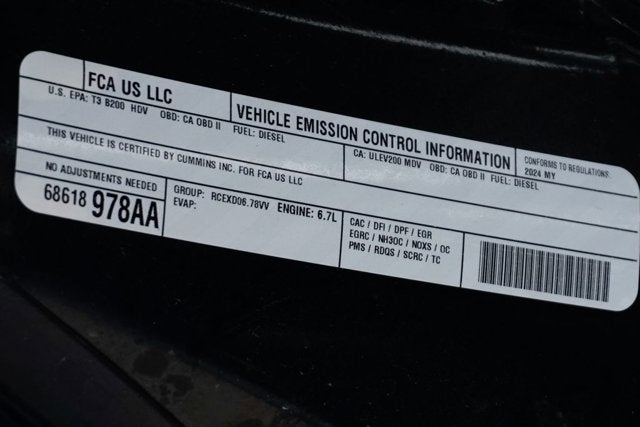 FCA US LLC
VEHICLE EMISSION CONTROL INFORMATION
CONFORMS TO REGULATIONS:
2024 MY
U.S. EPA: T3 B200 HDV OBD: CA OBD II FUEL: DIESEL
CA: ULEV200 MDV OBD: CA OBD II FUEL: DIESEL
THIS VEHICLE IS CERTIFIED BY CUMMINS INC. FOR FCA US LLC
NO ADJUSTMENTS NEEDED
68618 978AA
GROUP: RCEXD06.78VV ENGINE: 6.7L
EVAP:
CAC / DFI / DPF / EGR
EGRC / NH3OC / NOXS / OC
PMS / RDQS / SCRC / TC